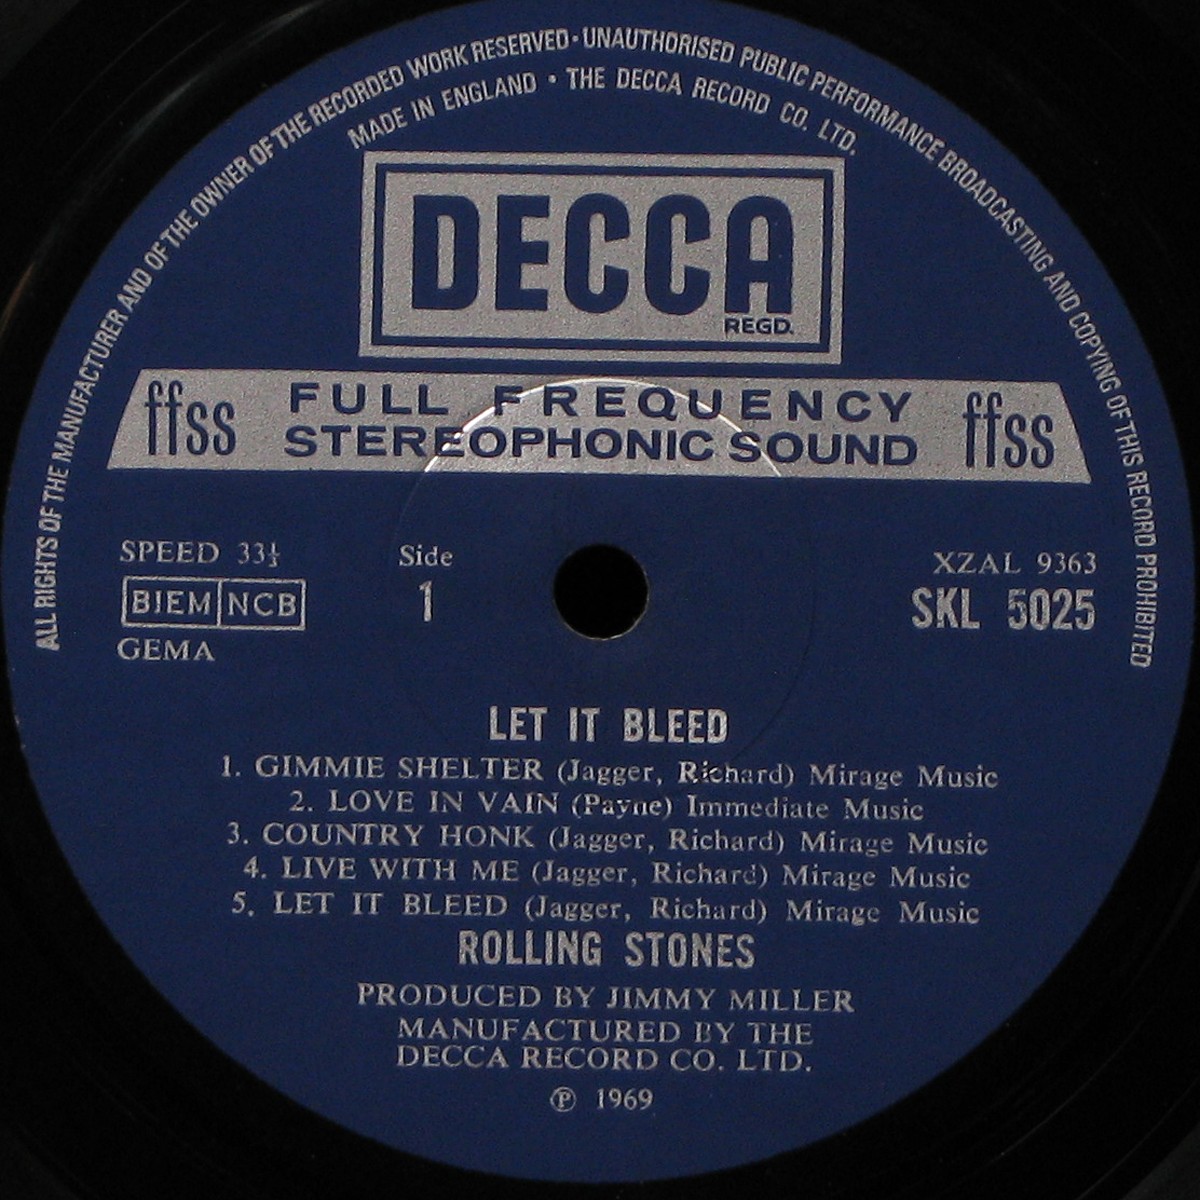 ALL RIGHTS OF THE MANUFACTURER AND OF THE OWNER OF THE RECORDED WORK RESERVED · UNAUTHORISED PUBLIC PERFORMANCE BROADCASTING AND COPYING OF THIS RECORD PROHIBITED
MADE IN ENGLAND · THE DECCA RECORD CO. LTD.
DECCA
REGD.
ffss FULL FREQUENCY ffss
STEREOPHONIC SOUND
SPEED 33⅓ Side XZAL 9363
BIEM NCB 1 SKL 5025
GEMA
LET IT BLEED
1. GIMMIE SHELTER (Jagger, Richard) Mirage Music
2. LOVE IN VAIN (Payne) Immediate Music
3. COUNTRY HONK (Jagger, Richard) Mirage Music
4. LIVE WITH ME (Jagger, Richard) Mirage Music
5. LET IT BLEED (Jagger, Richard) Mirage Music
ROLLING STONES
PRODUCED BY JIMMY MILLER
MANUFACTURED BY THE
DECCA RECORD CO. LTD.
℗ 1969